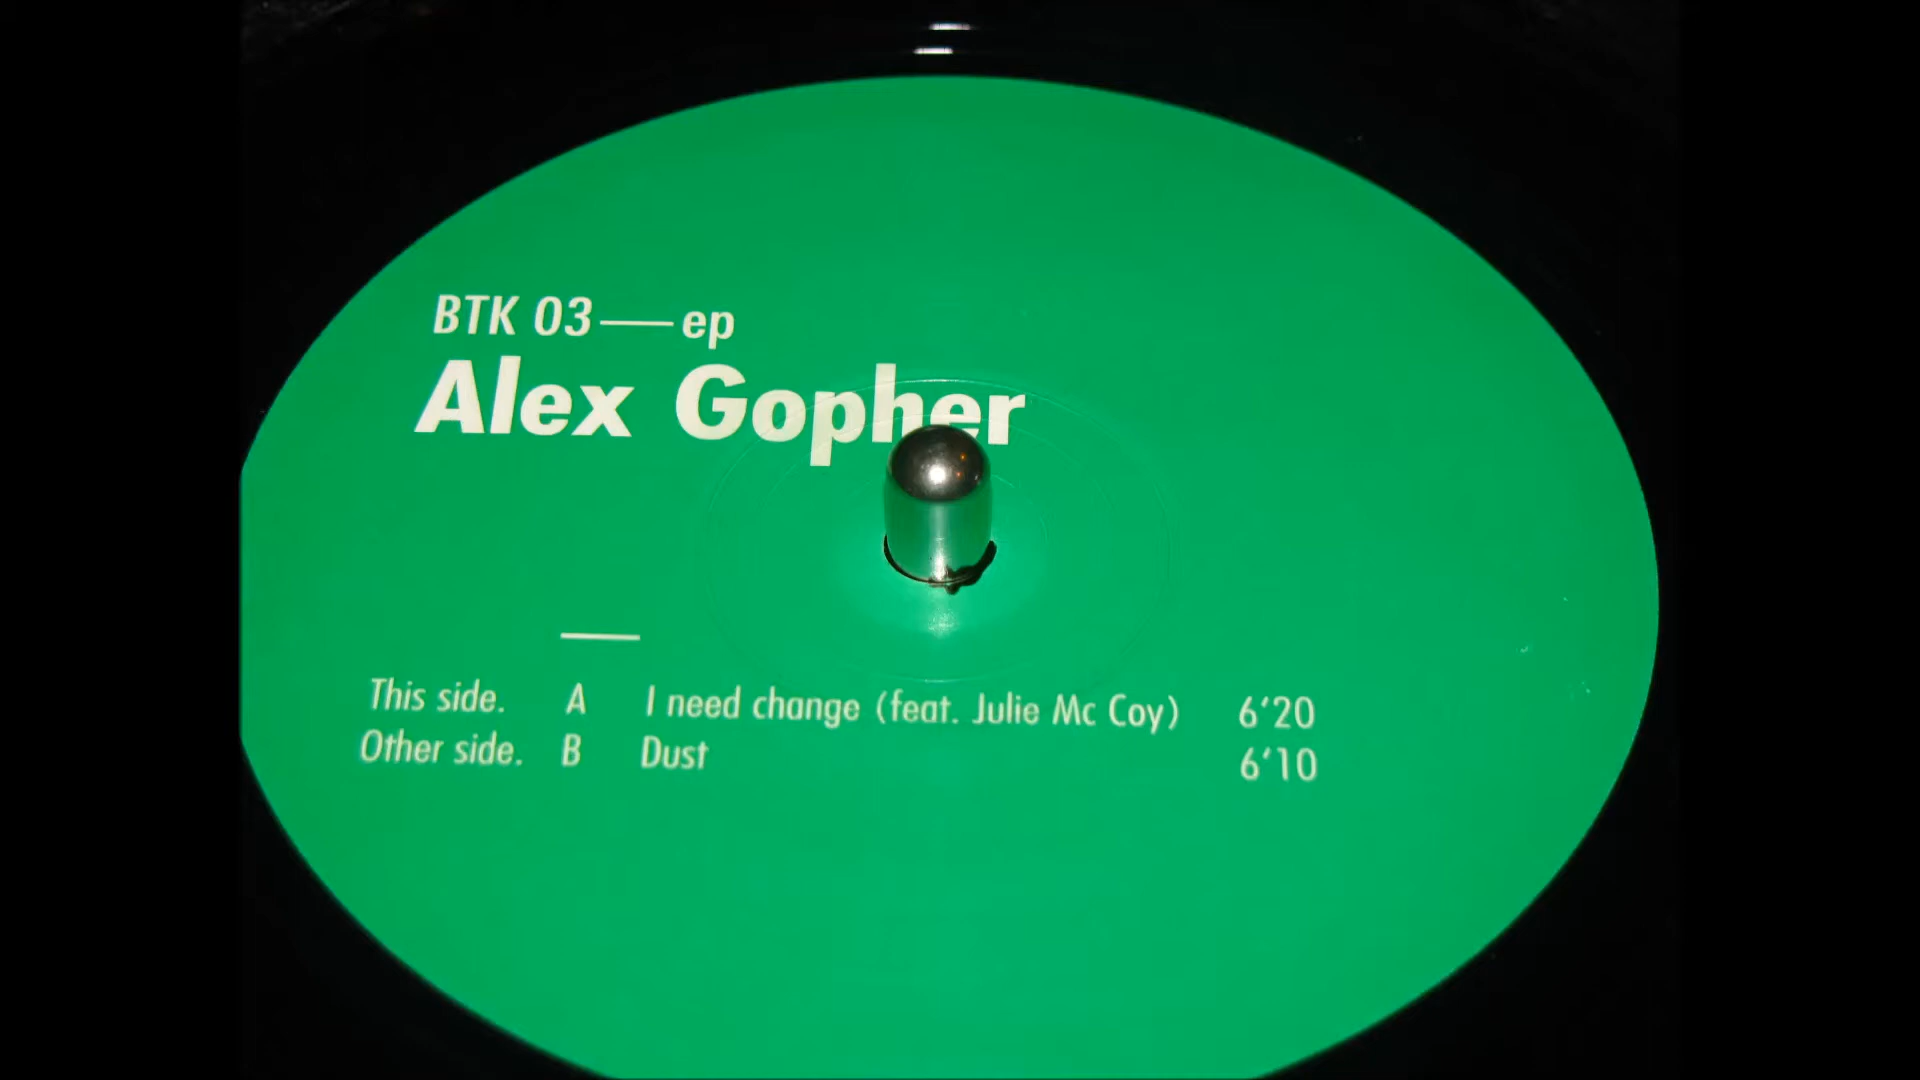 BTK 03—ep
Alex Gopher
This side. A I need change (feat. Julie Mc Coy) 6'20
Other side. B Dust 6'10